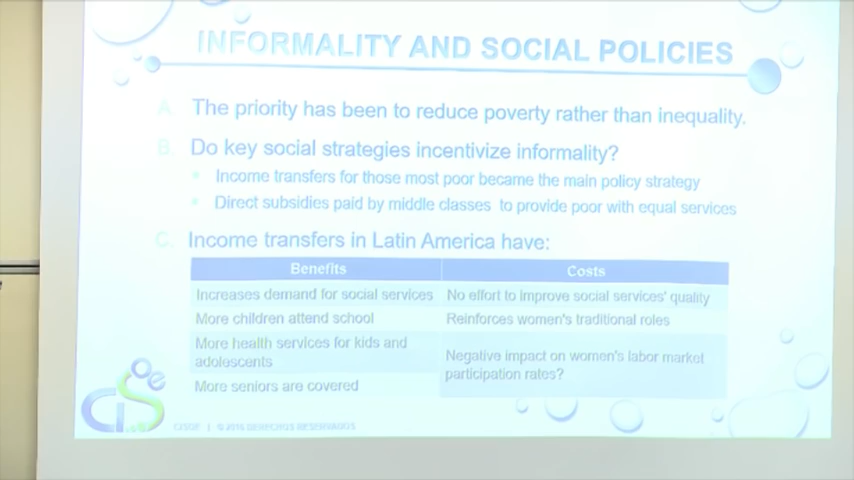 INFORMALITY AND SOCIAL POLICIES
A. The priority has been to reduce poverty rather than inequality.
B. Do key social strategies incentivize informality?
Income transfers for those most poor became the main policy strategy
Direct subsidies paid by middle classes to provide poor with equal services
C. Income transfers in Latin America have:
Benefits Costs
Increases demand for social services No effort to improve social services' quality
More children attend school Reinforces women's traditional roles
More health services for kids and
adolescents
Negative impact on women's labor market
participation rates?
More seniors are covered
CISOE | © 2015 DERECHOS RESERVADOS